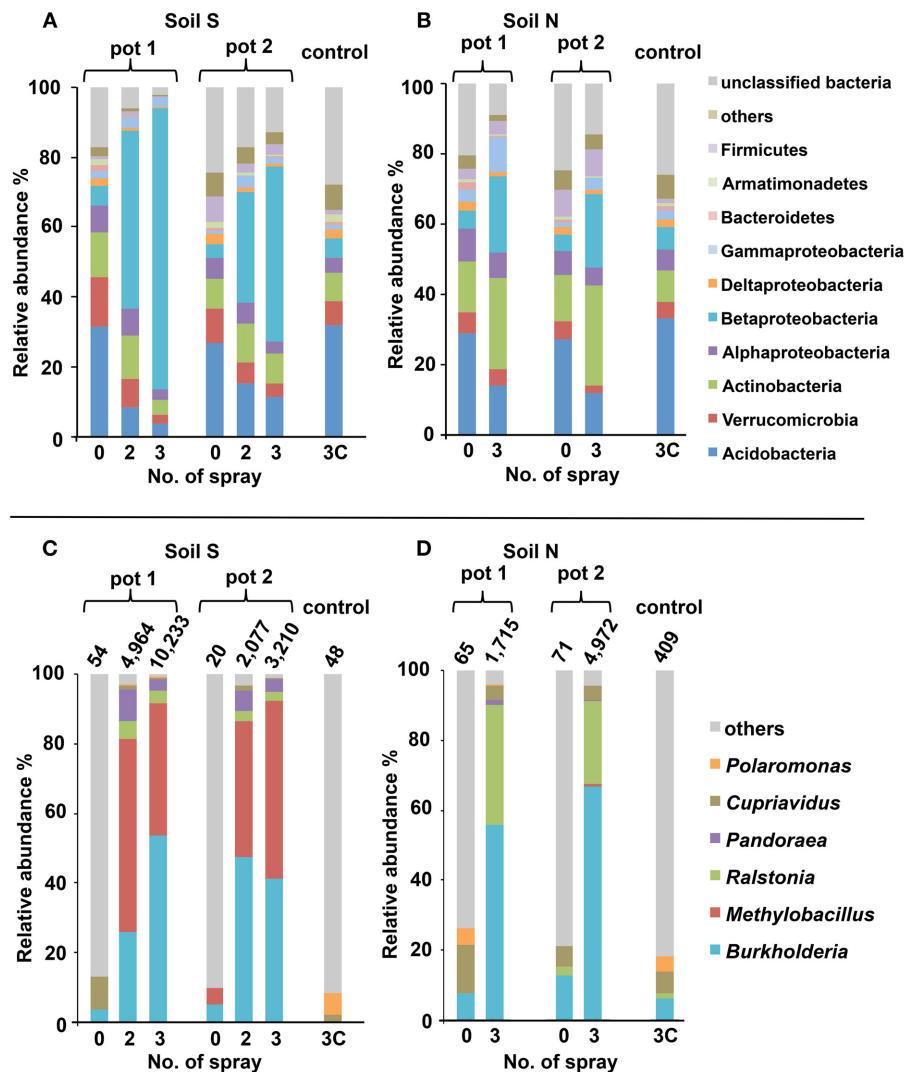 A
Soil S
pot 1
pot 2
control
Relative abundance %
100
80
60
40
20
0
0 2 3 0 2 3 3C
No. of spray
B
Soil N
pot 1
pot 2
control
Relative abundance %
100
80
60
40
20
0
0 3 0 3 3C
No. of spray
unclassified bacteria
others
Firmicutes
Armatimonadetes
Bacteroidetes
Gammaproteobacteria
Deltaproteobacteria
Betaproteobacteria
Alphaproteobacteria
Actinobacteria
Verrucomicrobia
Acidobacteria
C
Soil S
pot 1
pot 2
control
54 4,964 10,233 20 2,077 3,210 48
Relative abundance %
100
80
60
40
20
0
0 2 3 0 2 3 3C
No. of spray
D
Soil N
pot 1
pot 2
control
65 1,715 71 4,972 409
Relative abundance %
100
80
60
40
20
0
0 3 0 3 3C
No. of spray
others
Polaromonas
Cupriavidus
Pandoraea
Ralstonia
Methylobacillus
Burkholderia